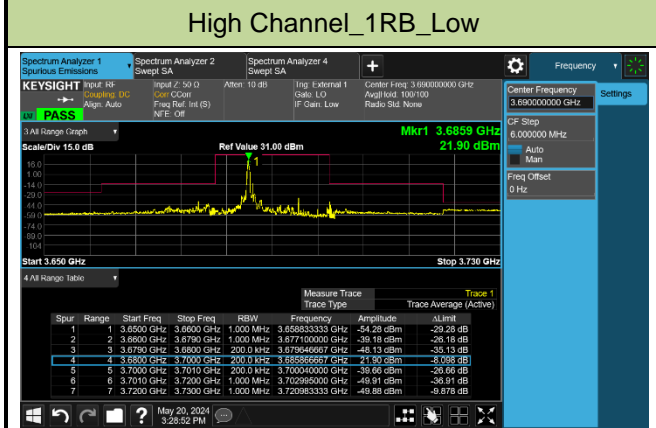 High Channel_1RB_Low
Spectrum Analyzer 1
Spurious Emissions
Spectrum Analyzer 2
Swept SA
Spectrum Analyzer 4
Swept SA
+
Frequency
KEYSIGHT
Input: RF
Coupling: DC
Align: Auto
Input Z: 50 Ω
Corr CCorr
Freq Ref: Int (S)
NFE: Off
Atten: 10 dB
Trig: External 1
Gate: LO
IF Gain: Low
Center Freq: 3.690000000 GHz
Avg|Hold: 100/100
Radio Std: None
PASS
Center Frequency
3.690000000 GHz
Settings
CF Step
6.000000 MHz
Auto
Man
Freq Offset
0 Hz
3 All Range Graph
Mkr1 3.6859 GHz
Scale/Div 15.0 dB
Ref Value 31.00 dBm
21.90 dBm
1
16.0
1.00
-14.0
-29.0
-44.0
-59.0
-74.0
-89.0
-104
Start 3.650 GHz
Stop 3.730 GHz
4 All Range Table
Measure Trace Trace 1
Trace Type Trace Average (Active)
Spur Range Start Freq Stop Freq RBW Frequency Amplitude ΔLimit
1 1 3.6500 GHz 3.6600 GHz 1.000 MHz 3.658833333 GHz -54.28 dBm -29.28 dB
2 2 3.6600 GHz 3.6790 GHz 1.000 MHz 3.677100000 GHz -39.18 dBm -26.18 dB
3 3 3.6790 GHz 3.6800 GHz 200.0 kHz 3.679646667 GHz -48.13 dBm -35.13 dB
4 4 3.6800 GHz 3.7000 GHz 200.0 kHz 3.685866667 GHz 21.90 dBm -8.098 dB
5 5 3.7000 GHz 3.7010 GHz 200.0 kHz 3.700040000 GHz -39.66 dBm -26.66 dB
6 6 3.7010 GHz 3.7200 GHz 1.000 MHz 3.702995000 GHz -49.91 dBm -36.91 dB
7 7 3.7200 GHz 3.7300 GHz 1.000 MHz 3.720983333 GHz -49.88 dBm -9.878 dB
?
May 20, 2024
3:28:52 PM